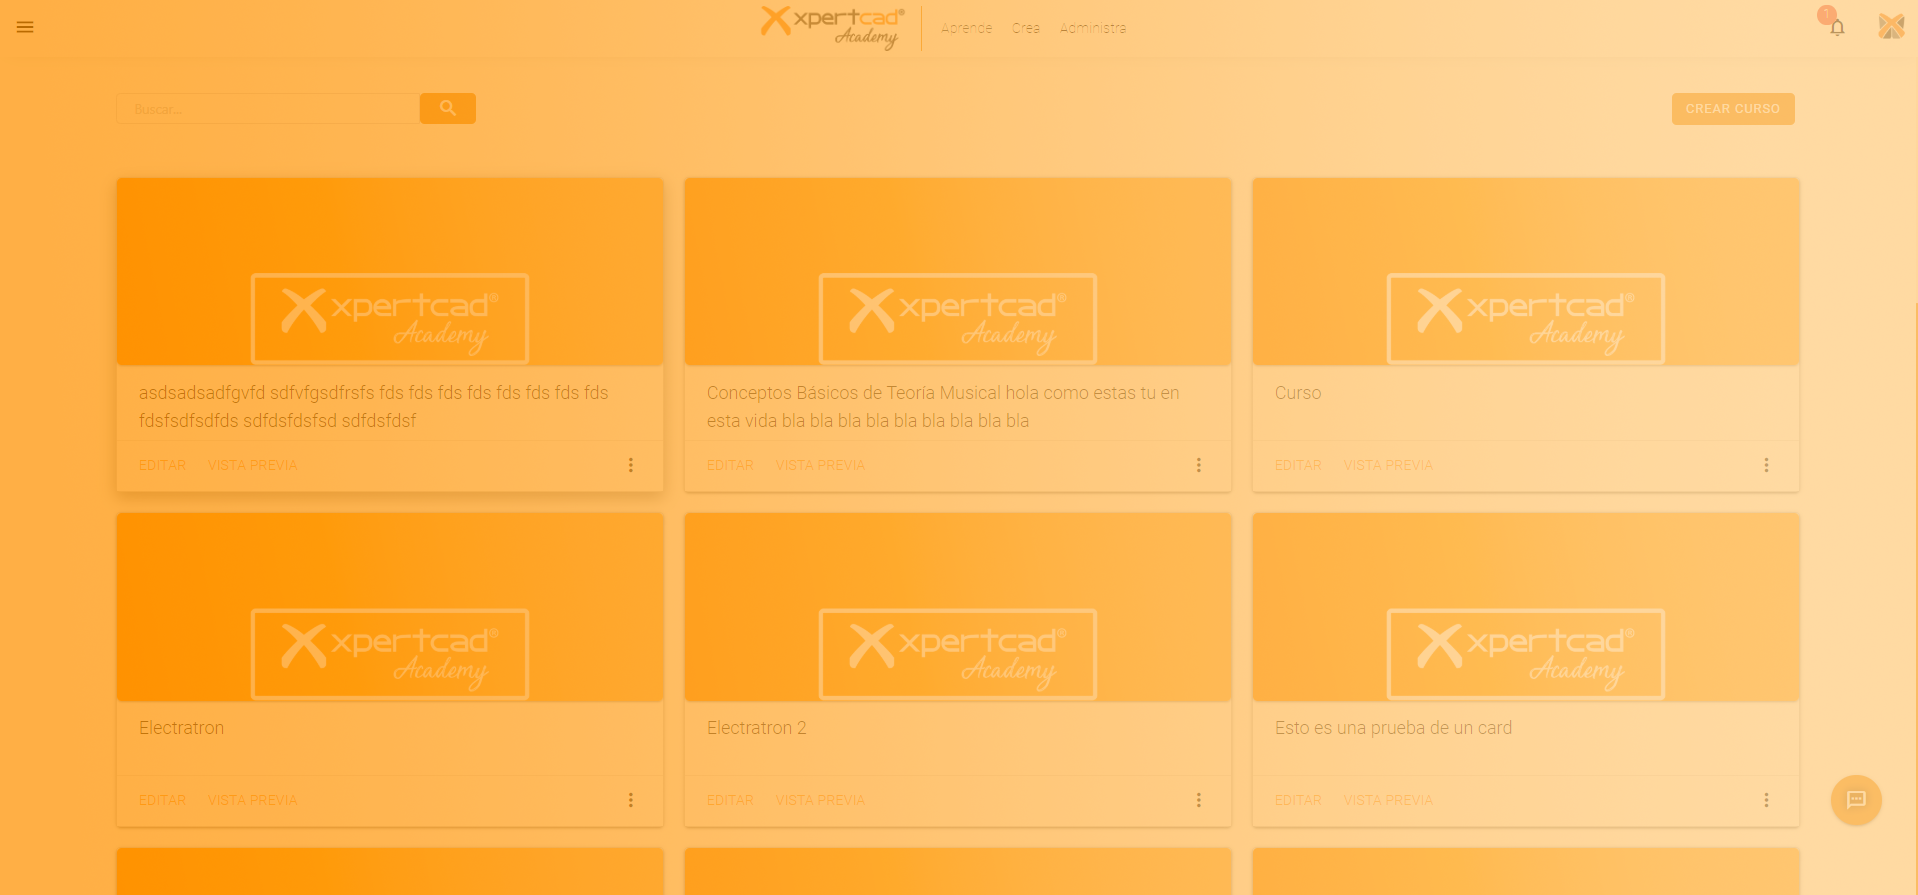 xpertcad®
Academy
Aprende Crea Administra
1
Buscar...
CREAR CURSO
xpertcad®
Academy
xpertcad®
Academy
xpertcad®
Academy
asdsadsadfgvfd sdfvfgsdfrsfs fds fds fds fds fds fds fds fds
fdsfsdfsdfds sdfdsfdsfsd sdfdsfdsf
Conceptos Básicos de Teoría Musical hola como estas tu en
esta vida bla bla bla bla bla bla bla bla bla
Curso
EDITAR VISTA PREVIA
EDITAR VISTA PREVIA
EDITAR VISTA PREVIA
xpertcad®
Academy
xpertcad®
Academy
xpertcad®
Academy
Electratron
Electratron 2
Esto es una prueba de un card
EDITAR VISTA PREVIA
EDITAR VISTA PREVIA
EDITAR VISTA PREVIA